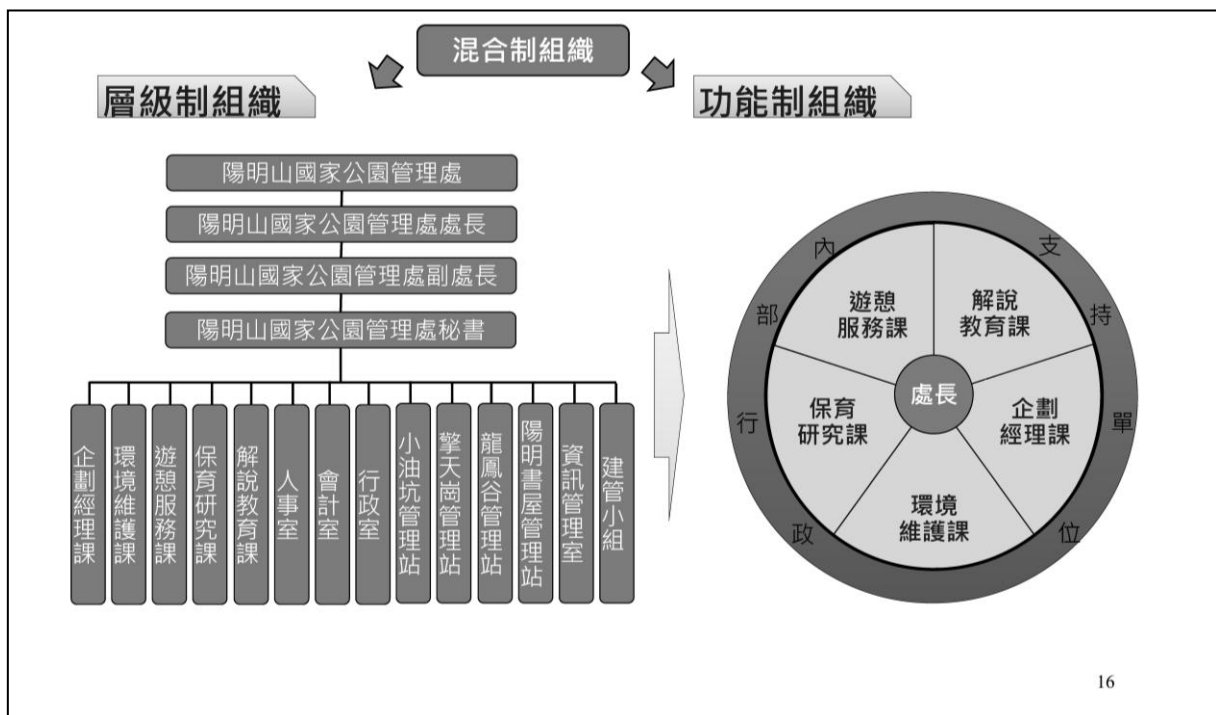 混合制組織
層級制組織
功能制組織
陽明山國家公園管理處
陽明山國家公園管理處處長
陽明山國家公園管理處副處長
陽明山國家公園管理處秘書
企劃經理課
環境維護課
遊憩服務課
保育研究課
解說教育課
人事室
會計室
行政室
小油坑管理站
擎天崗管理站
龍鳳谷管理站
陽明書屋管理站
資訊管理室
建管小組
內部行政支持單位
遊憩
服務課
解說
教育課
保育
研究課
處長
企劃
經理課
環境
維護課
16